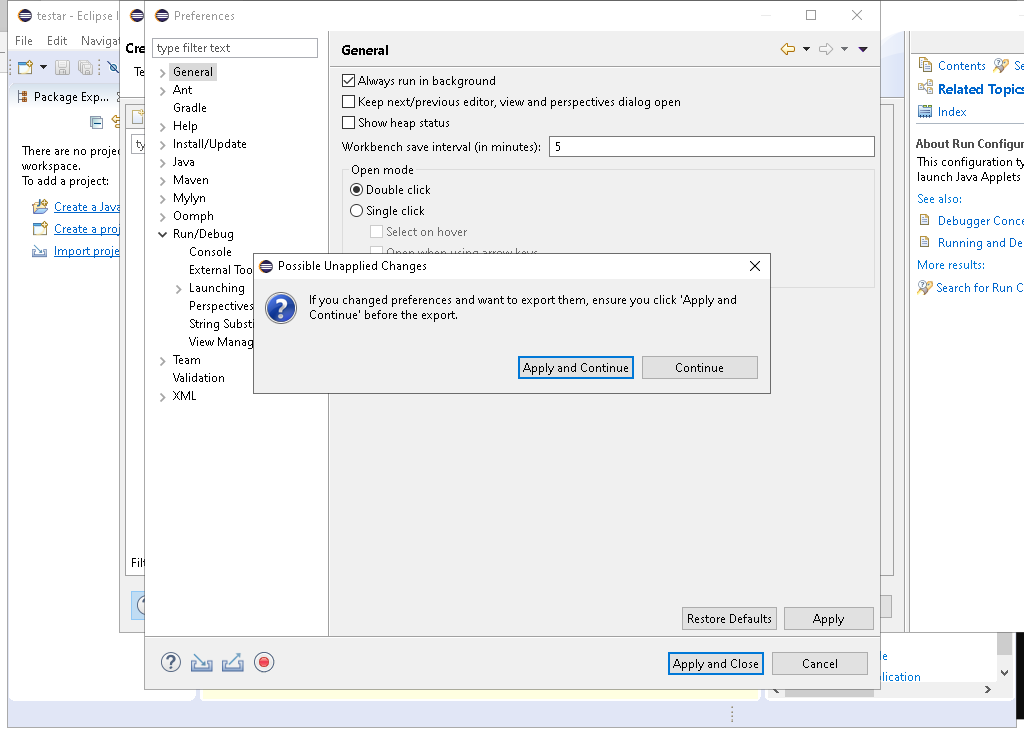 testar - Eclipse I
File Edit Navigat
Package Exp...
There are no projec
workspace.
To add a project:
Create a Java
Create a proj
Import proje
Cre
Te
ty
Filt
Preferences
type filter text
General
Ant
Gradle
Help
Install/Update
Java
Maven
Mylyn
Oomph
Run/Debug
Console
External Too
Launching
Perspectives
String Substi
View Manag
Team
Validation
XML
General
Always run in background
Keep next/previous editor, view and perspectives dialog open
Show heap status
Workbench save interval (in minutes): 5
Open mode
Double click
Single click
Select on hover
Open when using arrow keys
Possible Unapplied Changes
If you changed preferences and want to export them, ensure you click 'Apply and
Continue' before the export.
Apply and Continue Continue
Restore Defaults Apply
Apply and Close Cancel
Contents Se
Related Topics
Index
About Run Configur
This configuration ty
launch Java Applets
See also:
Debugger Conce
Running and De
More results:
Search for Run C
le
lication